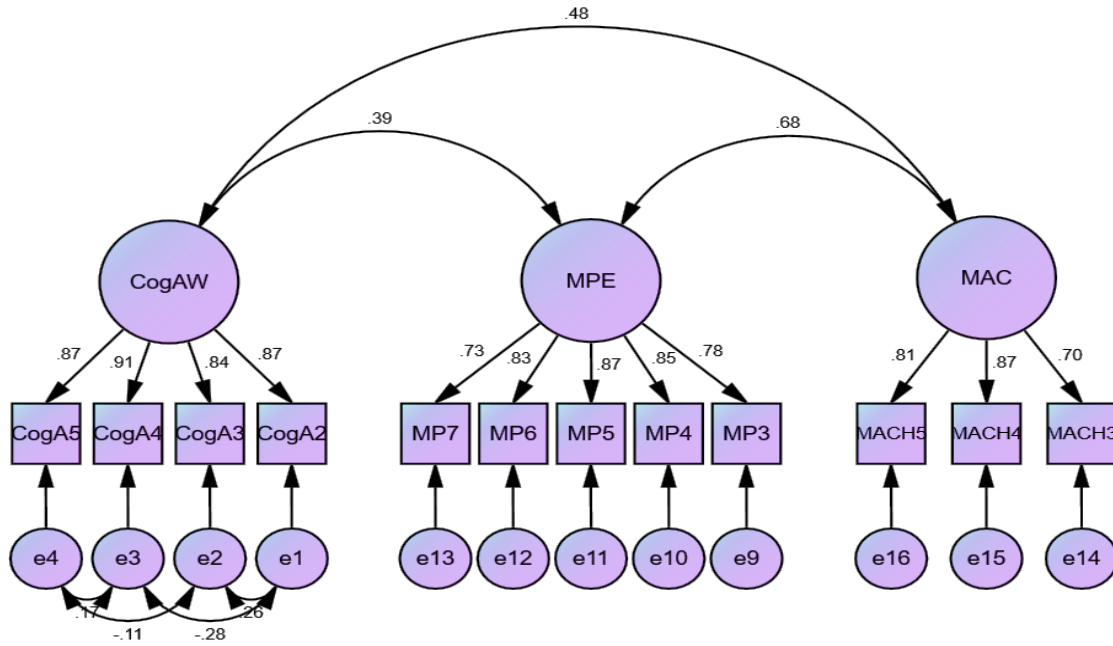 .48
.39
.68
CogAW
MPE
MAC
.87
.91
.84
.87
.73
.83
.87
.85
.78
.81
.87
.70
CogA5
CogA4
CogA3
CogA2
MP7
MP6
MP5
MP4
MP3
MACH5
MACH4
MACH3
e4
e3
e2
e1
e13
e12
e11
e10
e9
e16
e15
e14
.17
.26
-.11
-.28